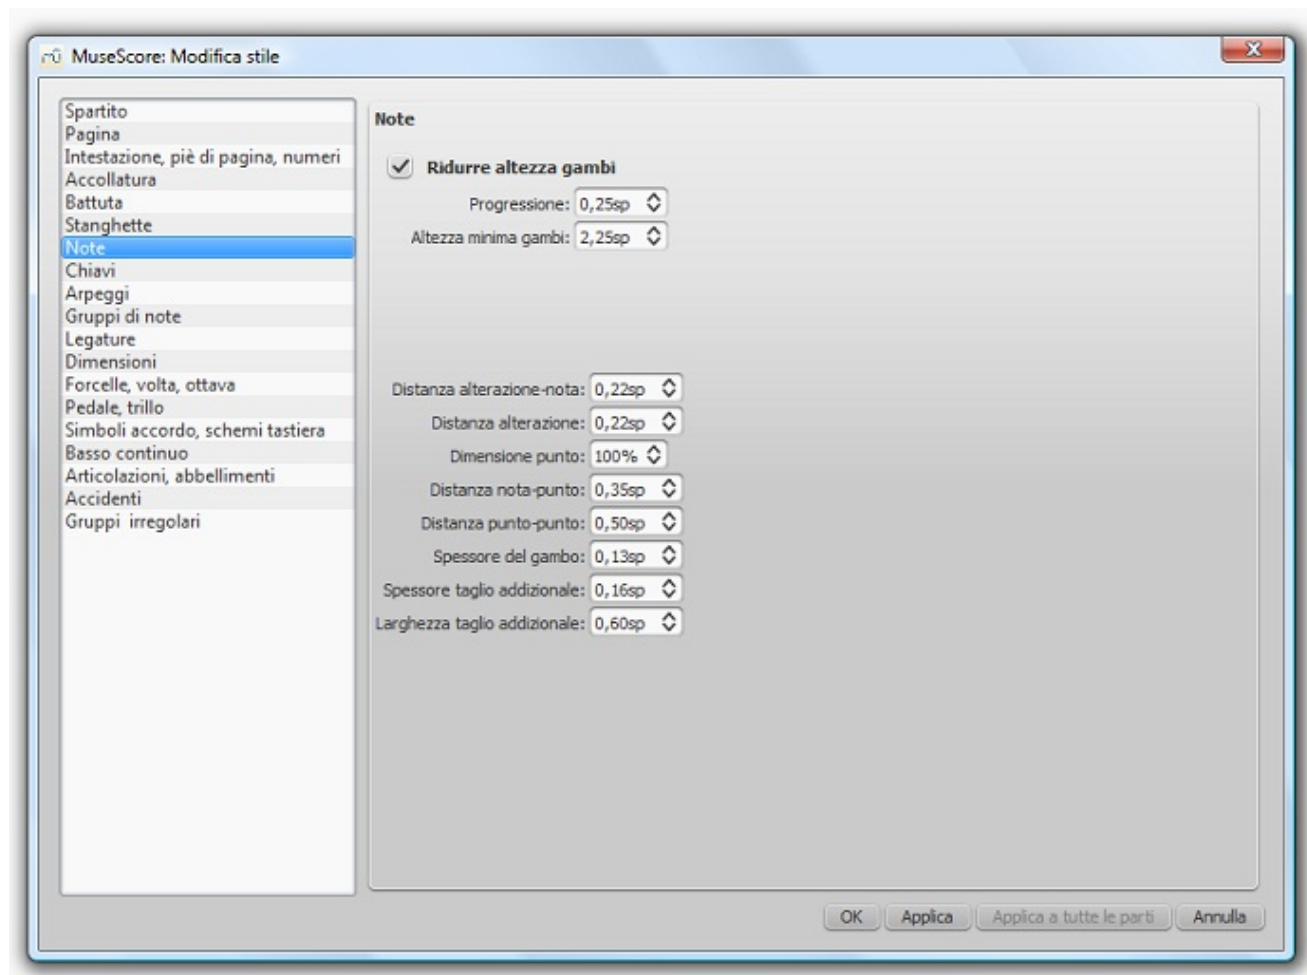 MuseScore: Modifica stile
Spartito
Pagina
Intestazione, piè di pagina, numeri
Accollatura
Battuta
Stanghette
Note
Chiavi
Arpeggi
Gruppi di note
Legature
Dimensioni
Forcelle, volta, ottava
Pedale, trillo
Simboli accordo, schemi tastiera
Basso continuo
Articolazioni, abbellimenti
Accidenti
Gruppi irregolari
Note
Ridurre altezza gambi
Progressione: 0,25sp
Altezza minima gambi: 2,25sp
Distanza alterazione-nota: 0,22sp
Distanza alterazione: 0,22sp
Dimensione punto: 100%
Distanza nota-punto: 0,35sp
Distanza punto-punto: 0,50sp
Spessore del gambo: 0,13sp
Spessore taglio addizionale: 0,16sp
Larghezza taglio addizionale: 0,60sp
OK Applica Applica a tutte le parti Annulla